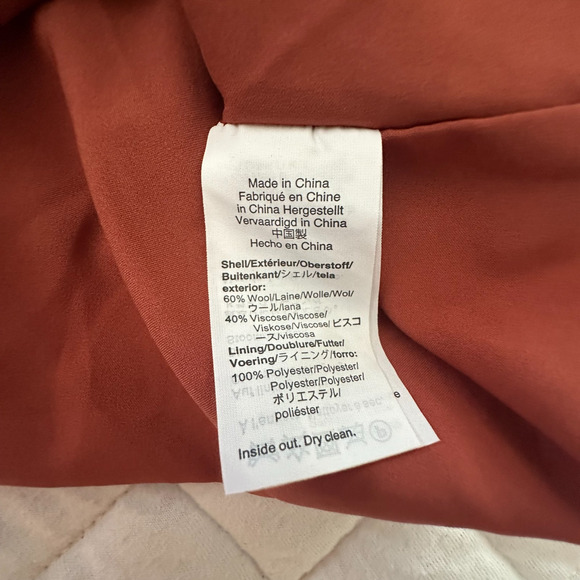 Made in China
Fabriqué en Chine
in China Hergestellt
Vervaardigd in China
中国製
Hecho en China
Shell/Extérieur/Oberstoff/
Buitenkant/シェル/tela
exterior:
60% Wool/Laine/Wolle/Wol/
ウール/lana
40% Viscose/Viscose/
Viskose/Viscose/ビスコ
ース/viscosa
Lining/Doublure/Futter/
Voering/ライニング/forro:
100% Polyester/Polyester/
Polyester/Polyester/
ポリエステル/
poliéster
e
Inside out. Dry clean.